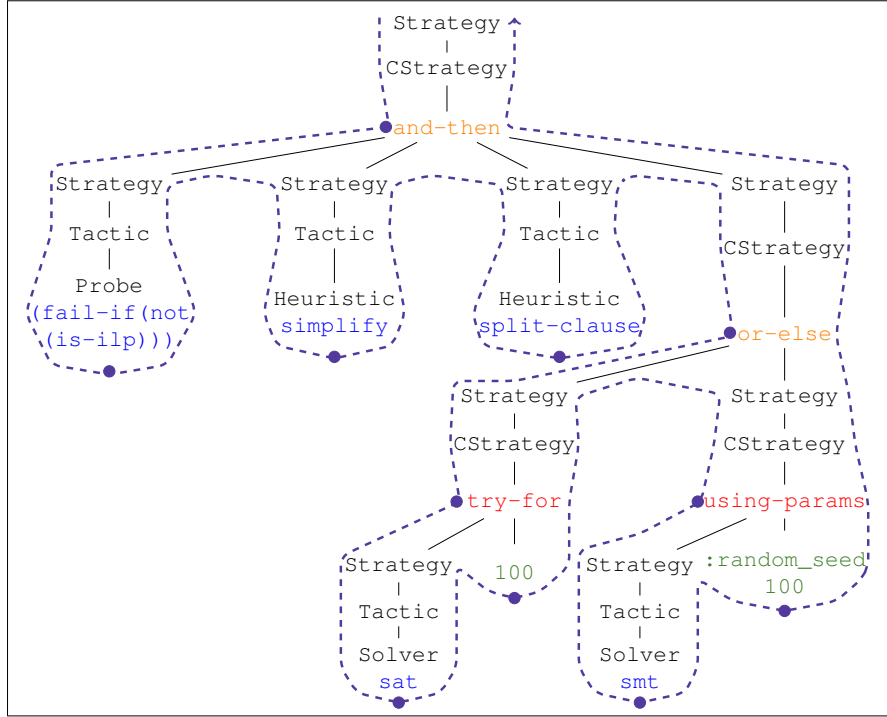 Strategy
CStrategy
and-then
Strategy Strategy Strategy Strategy
Tactic Tactic Tactic CStrategy
Probe Heuristic Heuristic
(fail-if(not simplify split-clause
(is-ilp))) or-else
Strategy Strategy
CStrategy CStrategy
try-for using-params
Strategy 100 Strategy :random_seed
100
Tactic Tactic
Solver Solver
sat smt